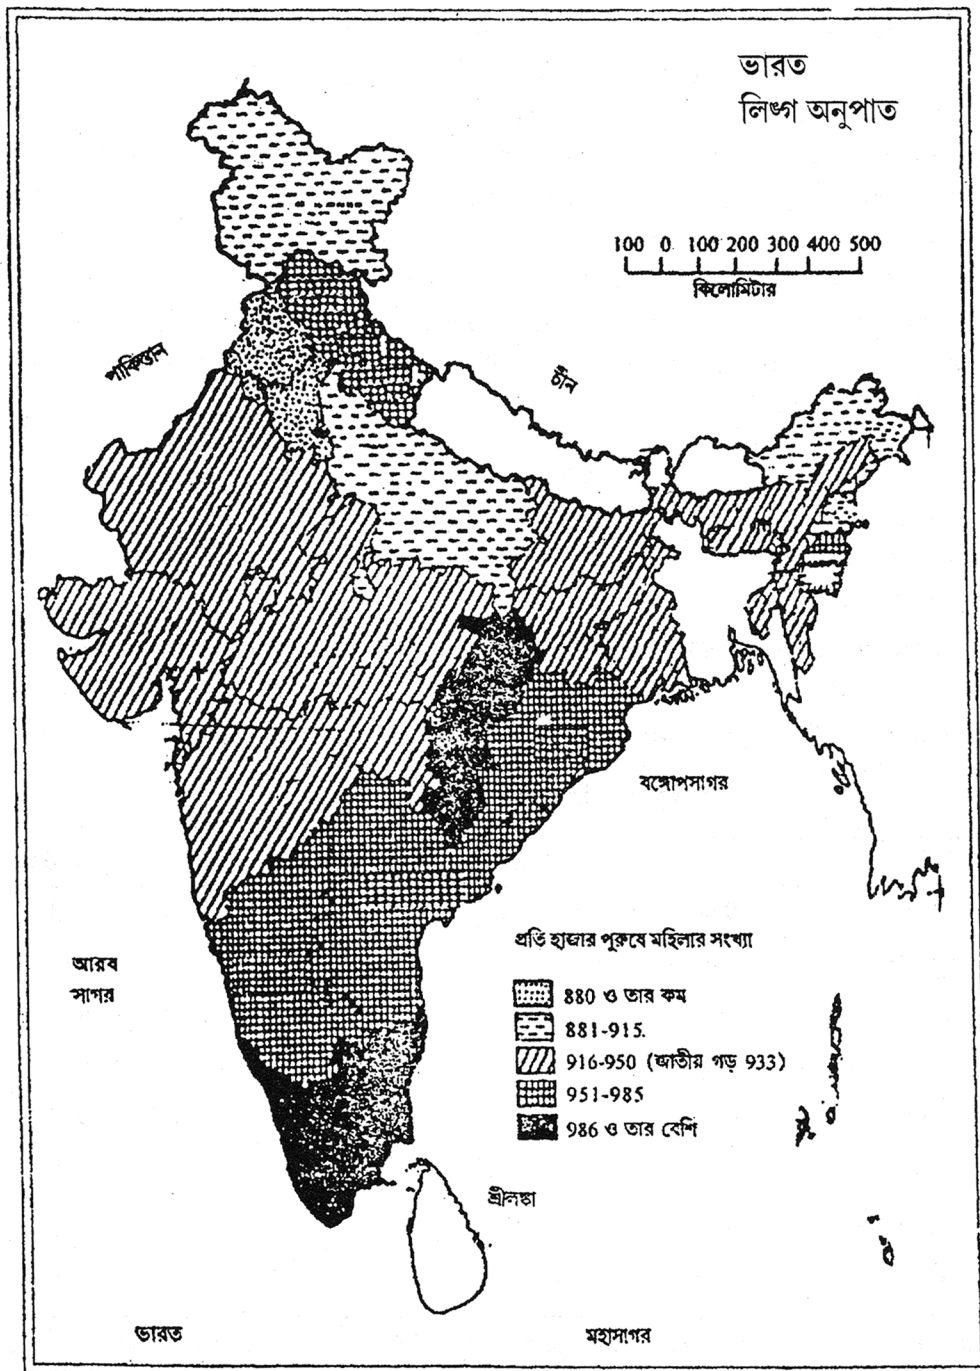 ভারত
লিঙ্গ অনুপাত
100 0 100 200 300 400 500
কিলোমিটার
পাকিস্তান
চীন
বঙ্গোপসাগর
আরব
সাগর
প্রতি হাজার পুরুষে মহিলার সংখ্যা
880 ও তার কম
881-915.
916-950 (জাতীয় গড় 933)
951-985
986 ও তার বেশি
শ্রীলঙ্কা
ভারত মহাসাগর